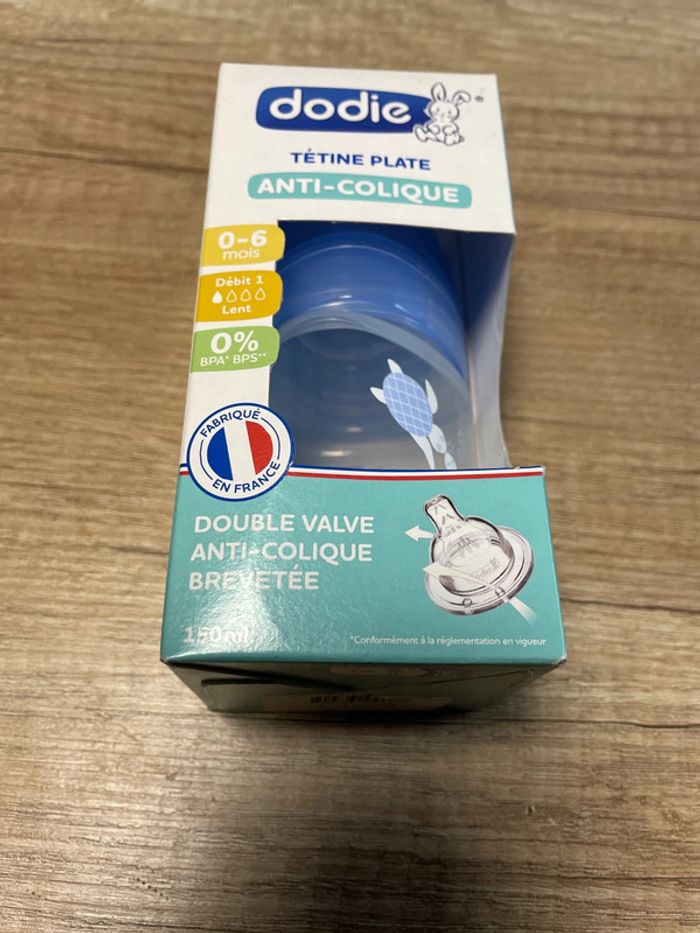 dodie®
TÉTINE PLATE
ANTI-COLIQUE
0-6
mois
Débit 1
Lent
0%
BPA* BPS**
FABRIQUÉ
EN FRANCE
DOUBLE VALVE
ANTI-COLIQUE
BREVETÉE
150ml
*Conformément à la règlementation en vigueur